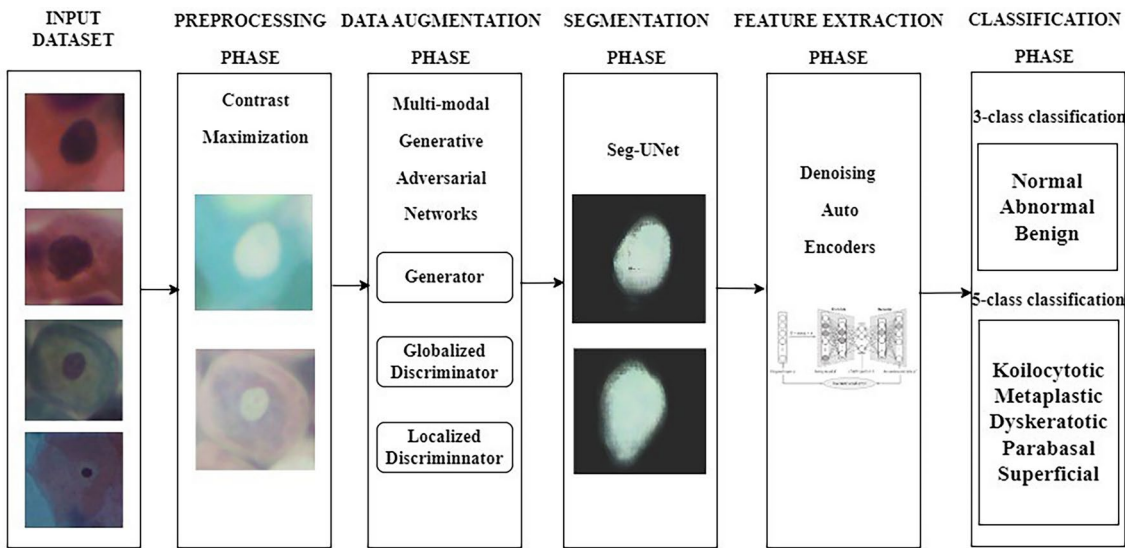 INPUT
DATASET
PREPROCESSING
PHASE
Contrast
Maximization
DATA AUGMENTATION
PHASE
Multi-modal
Generative
Adversarial
Networks
Generator
Globalized
Discriminator
Localized
Discriminnator
SEGMENTATION
PHASE
Seg-UNet
FEATURE EXTRACTION
PHASE
Denoising
Auto
Encoders
CLASSIFICATION
PHASE
3-class classification
Normal
Abnormal
Benign
5-class classification
Koilocytotic
Metaplastic
Dyskeratotic
Parabasal
Superficial